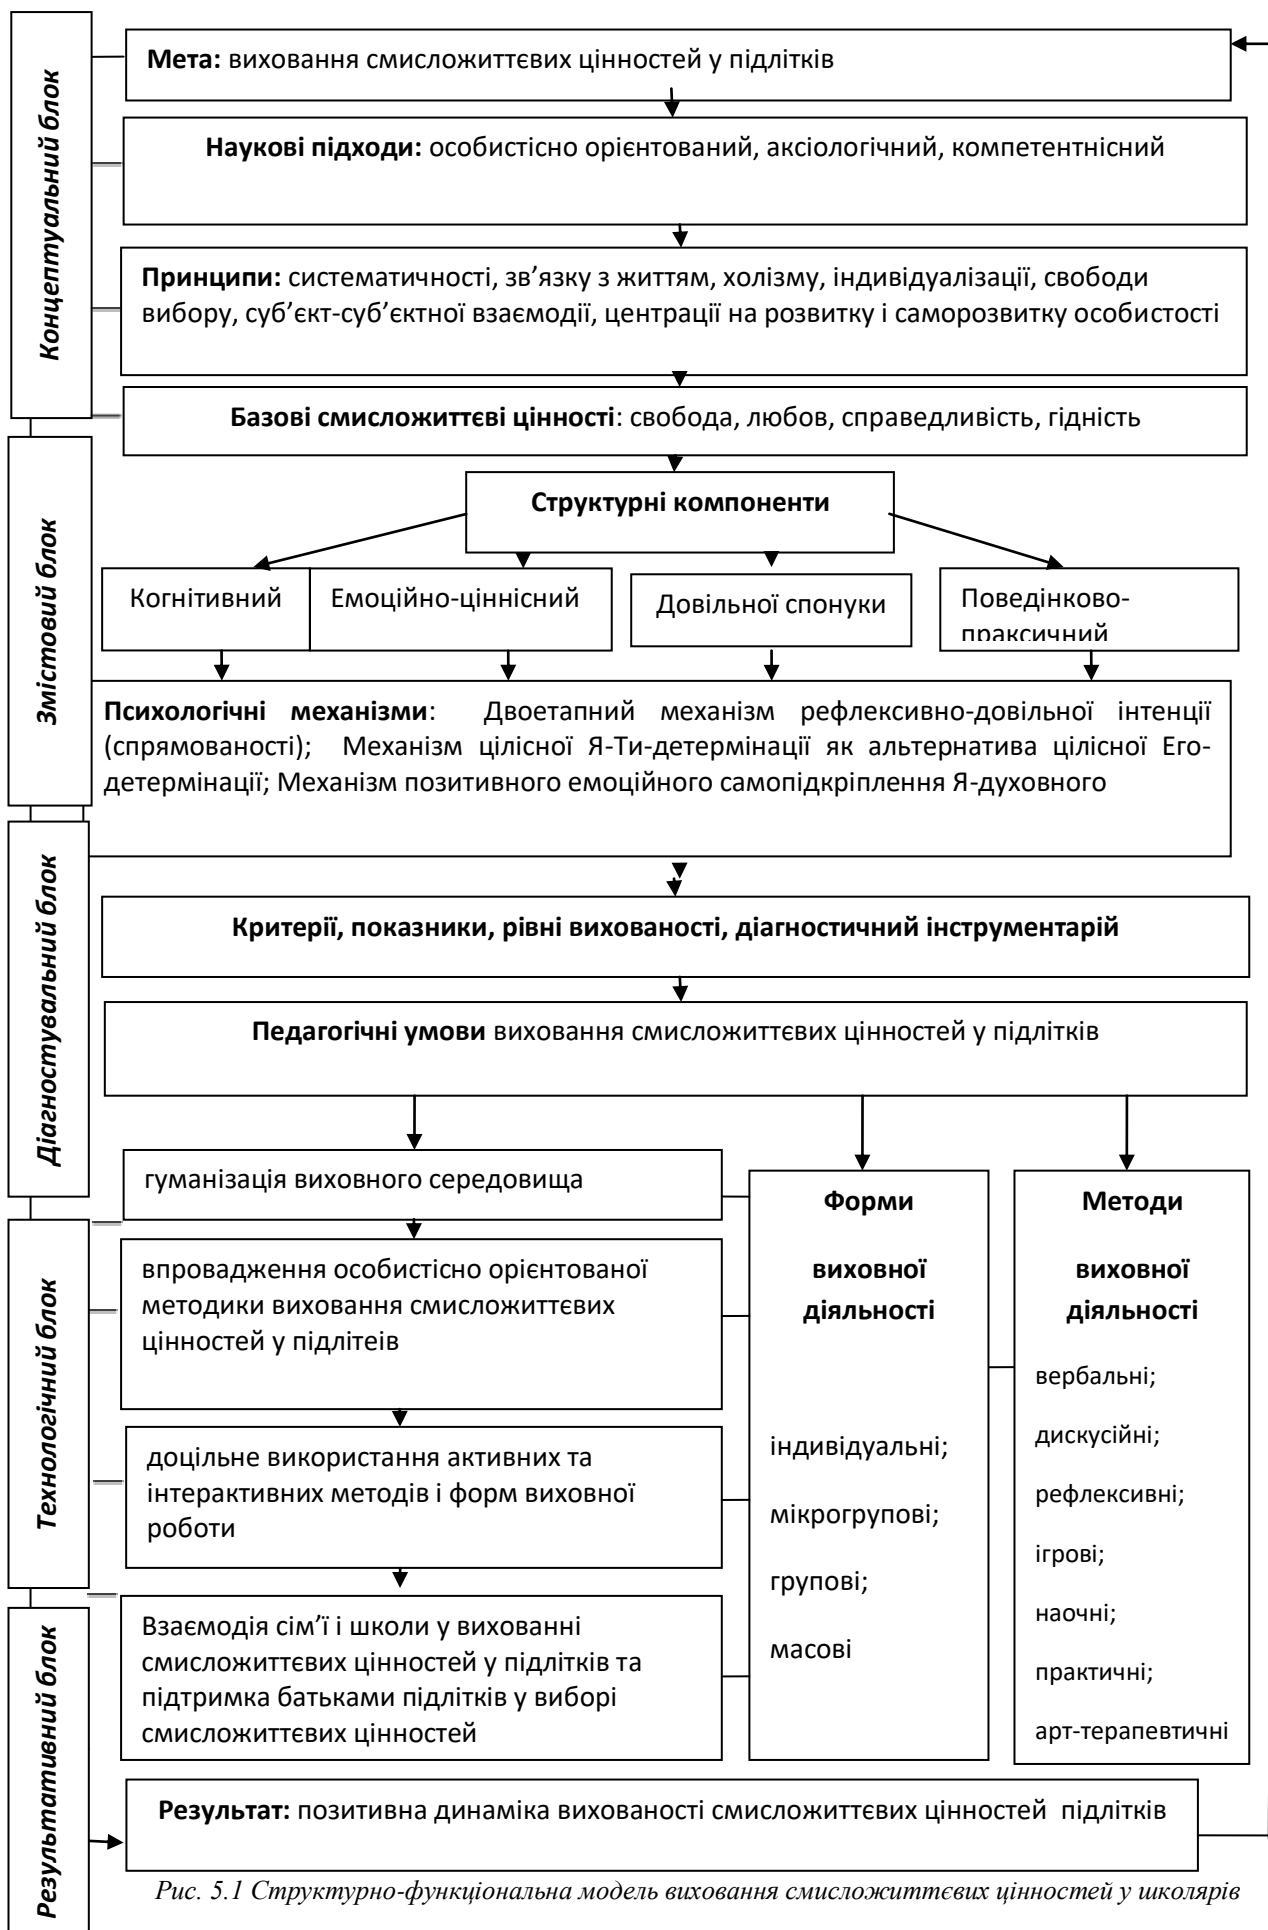 Концептуальний блок
Мета: виховання смисложиттєвих цінностей у підлітків
Наукові підходи: особистісно орієнтований, аксіологічний, компетентнісний
Принципи: систематичності, зв’язку з життям, холізму, індивідуалізації, свободи
вибору, суб’єкт-суб’єктної взаємодії, центрації на розвитку і саморозвитку особистості
Базові смисложиттєві цінності: свобода, любов, справедливість, гідність
Змістовий блок
Структурні компоненти
Когнітивний
Емоційно-ціннісний
Довільної спонуки
Поведінково-
праксичний
Психологічні механізми: Двоетапний механізм рефлексивно-довільної інтенції
(спрямованості); Механізм цілісної Я-Ти-детермінації як альтернатива цілісної Его-
детермінації; Механізм позитивного емоційного самопідкріплення Я-духовного
Діагностувальний блок
Критерії, показники, рівні вихованості, діагностичний інструментарій
Педагогічні умови виховання смисложиттєвих цінностей у підлітків
Технологічний блок
гуманізація виховного середовища
впровадження особистісно орієнтованої
методики виховання смисложиттєвих
цінностей у підлітеів
доцільне використання активних та
інтерактивних методів і форм виховної
роботи
Взаємодія сім’ї і школи у вихованні
смисложиттєвих цінностей у підлітків та
підтримка батьками підлітків у виборі
смисложиттєвих цінностей
Форми
виховної
діяльності
індивідуальні;
мікрогрупові;
групові;
масові
Методи
виховної
діяльності
вербальні;
дискусійні;
рефлексивні;
ігрові;
наочні;
практичні;
арт-терапевтичні
Результативний блок
Результат: позитивна динаміка вихованості смисложиттєвих цінностей підлітків
Рис. 5.1 Структурно-функціональна модель виховання смисложиттєвих цінностей у школярів